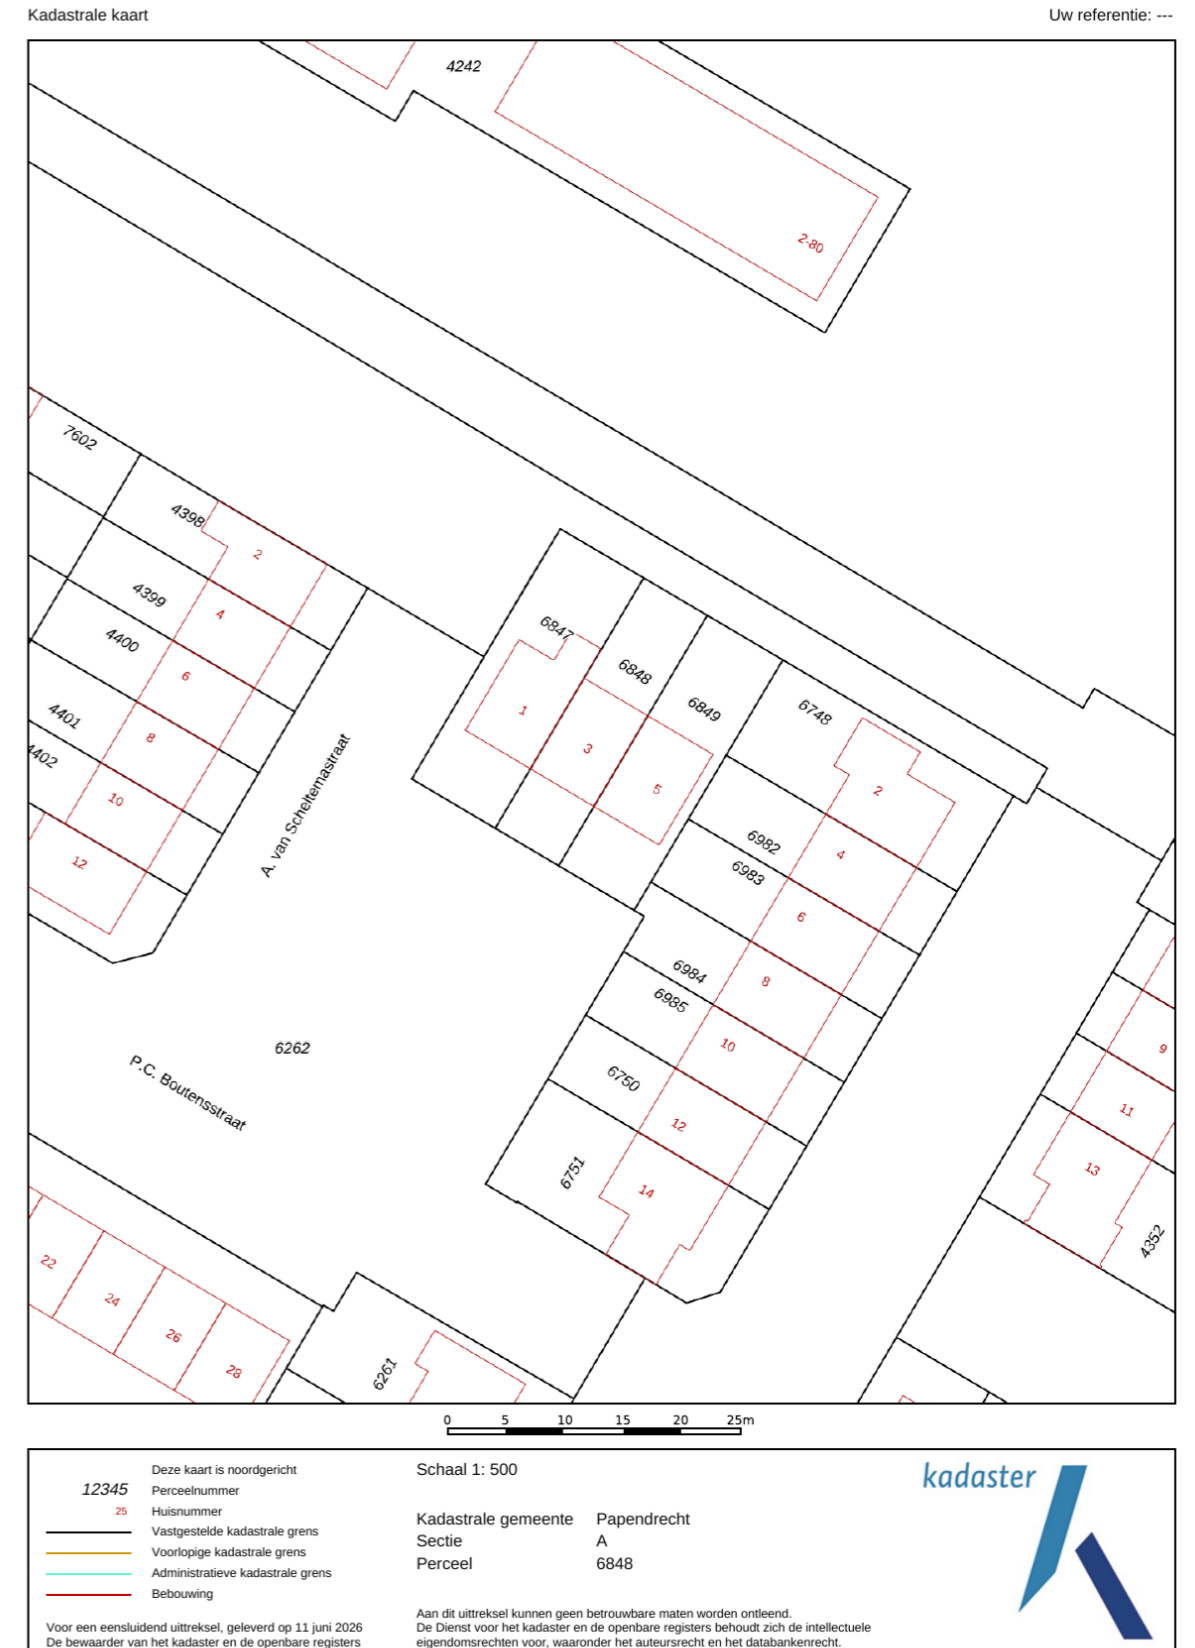 Kadastrale kaart
Uw referentie: ---
4242
2-80
7602
4398
2
4399
4
4400
6
4401
8
4402
10
12
A. van Scheltemastraat
6847
6848
6849
6748
1
3
5
2
6982
4
6983
6
6984
8
6985
10
6750
12
6751
14
9
11
13
4352
6262
P.C. Boutensstraat
22
24
26
28
6261
0 5 10 15 20 25m
Deze kaart is noordgericht
12345 Perceelnummer
25 Huisnummer
Vastgestelde kadastrale grens
Voorlopige kadastrale grens
Administratieve kadastrale grens
Bebouwing
Voor een eensluidend uittreksel, geleverd op 11 juni 2026
De bewaarder van het kadaster en de openbare registers
Schaal 1: 500
Kadastrale gemeente Papendrecht
Sectie A
Perceel 6848
Aan dit uittreksel kunnen geen betrouwbare maten worden ontleend.
De Dienst voor het kadaster en de openbare registers behoudt zich de intellectuele
eigendomsrechten voor, waaronder het auteursrecht en het databankenrecht.
kadaster